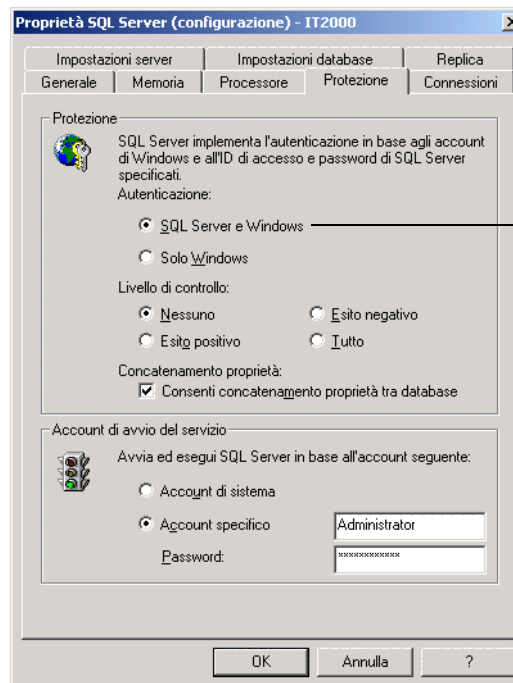 Proprietà SQL Server (configurazione) - IT2000
Impostazioni server Impostazioni database Replica
Generale Memoria Processore Protezione Connessioni
Protezione
SQL Server implementa l'autenticazione in base agli account
di Windows e all'ID di accesso e password di SQL Server
specificati.
Autenticazione:
SQL Server e Windows
Solo Windows
Livello di controllo:
Nessuno Esito negativo
Esito positivo Tutto
Concatenamento proprietà:
Consenti concatenamento proprietà tra database
Account di avvio del servizio
Avvia ed esegui SQL Server in base all'account seguente:
Account di sistema
Account specifico Administrator
Password: ************
OK Annulla ?